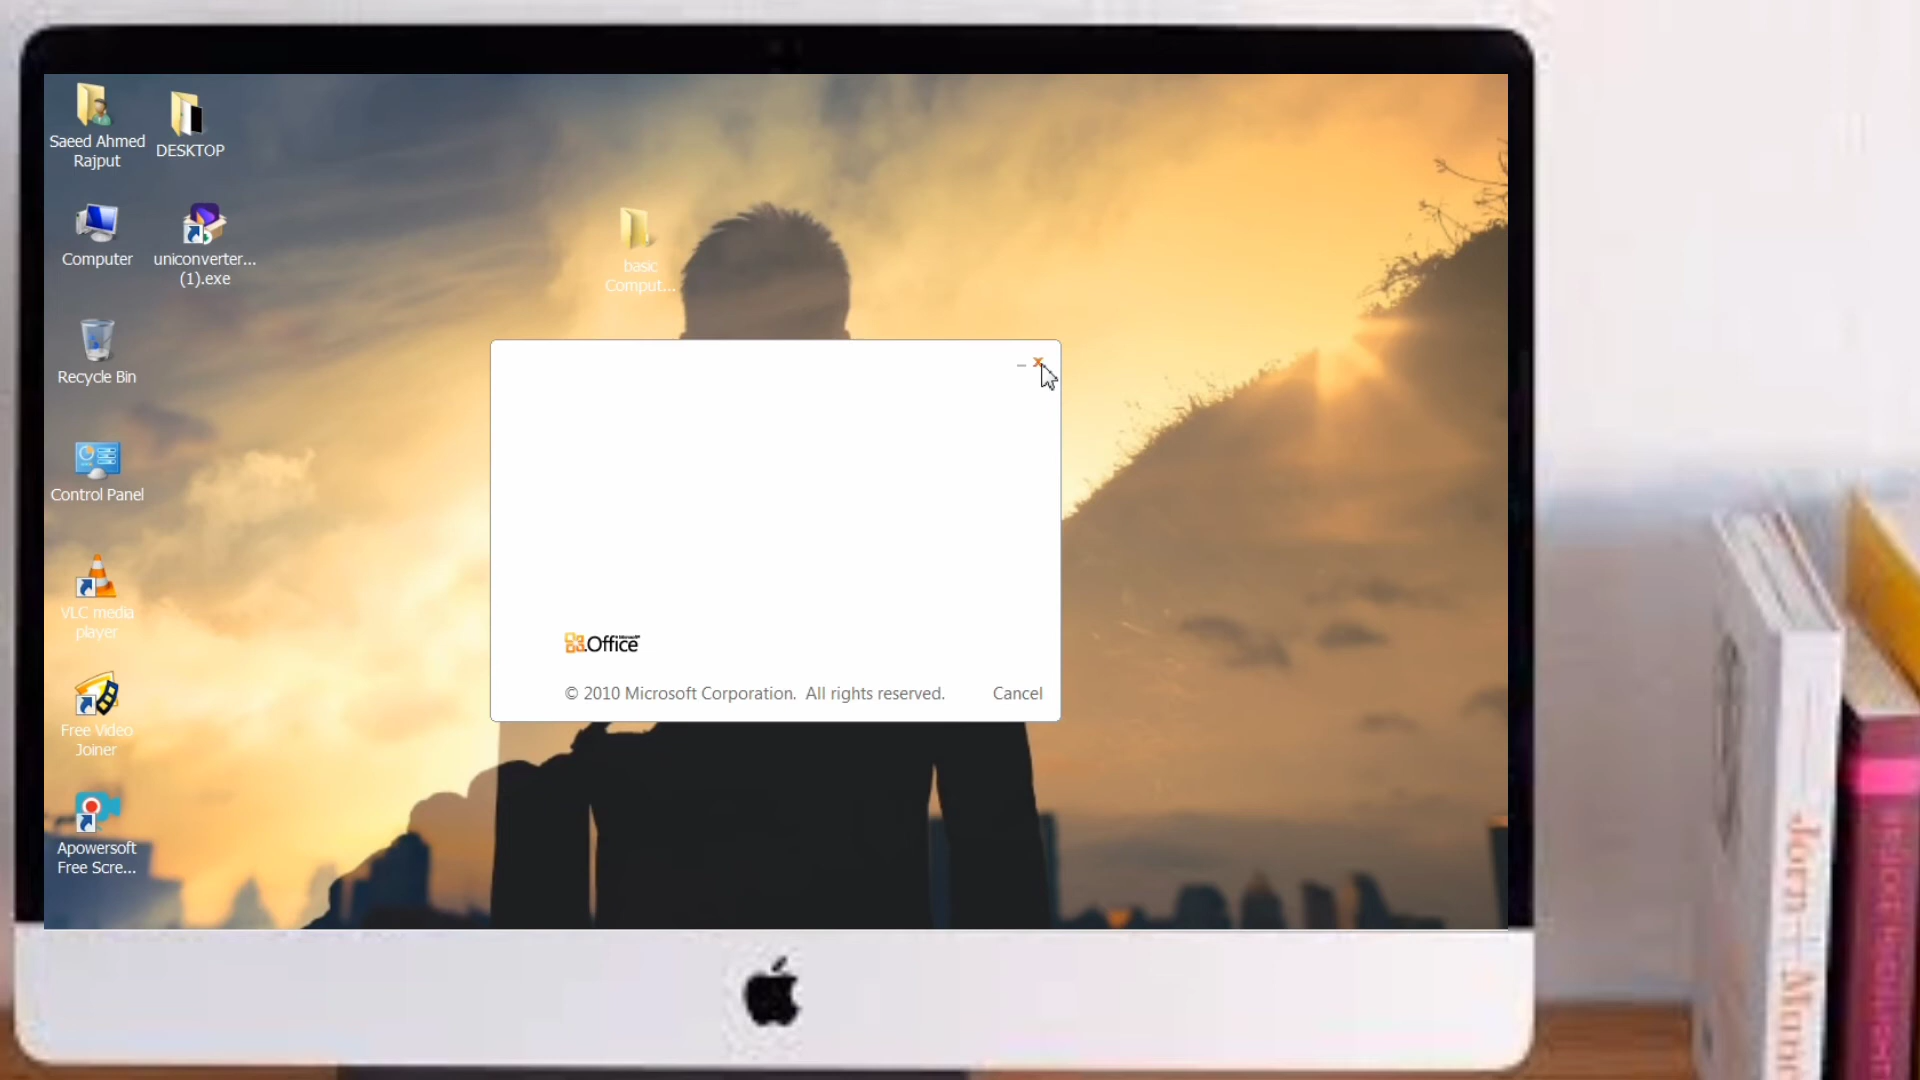 Saeed Ahmed
Rajput
DESKTOP
Computer
uniconverter...
(1).exe
basic
Comput...
Recycle Bin
Control Panel
VLC media
player
Free Video
Joiner
Apowersoft
Free Scre...
Office
© 2010 Microsoft Corporation. All rights reserved.
Cancel